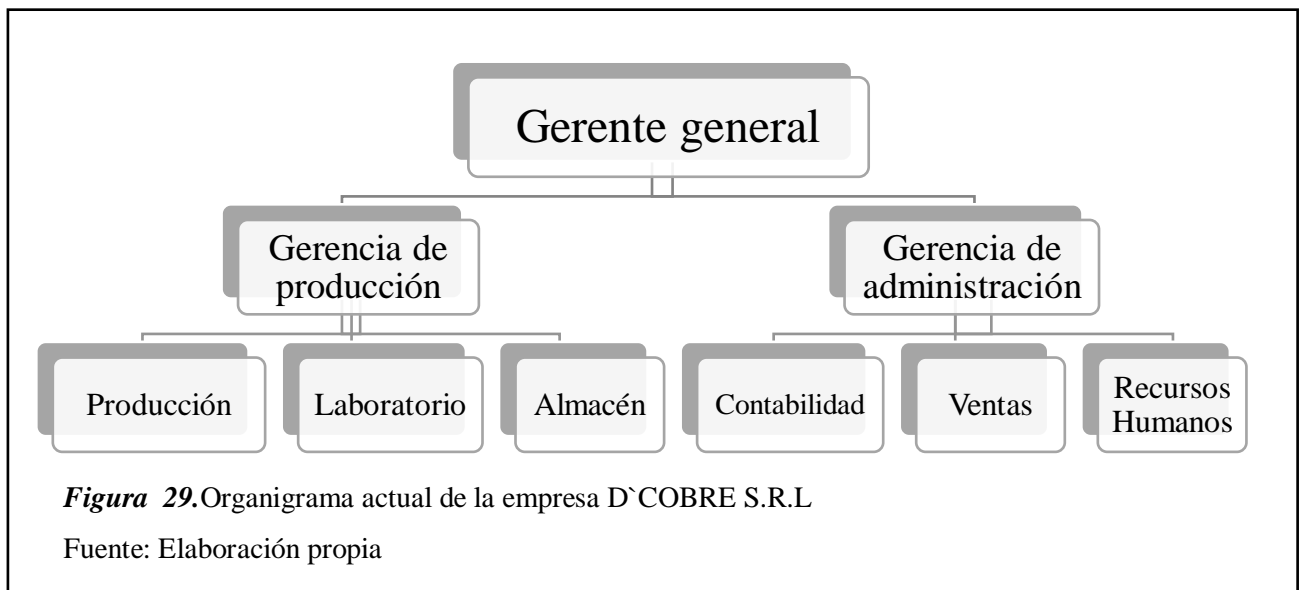 Gerente general
Gerencia de
producción
Gerencia de
administración
Producción
Laboratorio
Almacén
Contabilidad
Ventas
Recursos
Humanos
Figura 29.Organigrama actual de la empresa D`COBRE S.R.L
Fuente: Elaboración propia